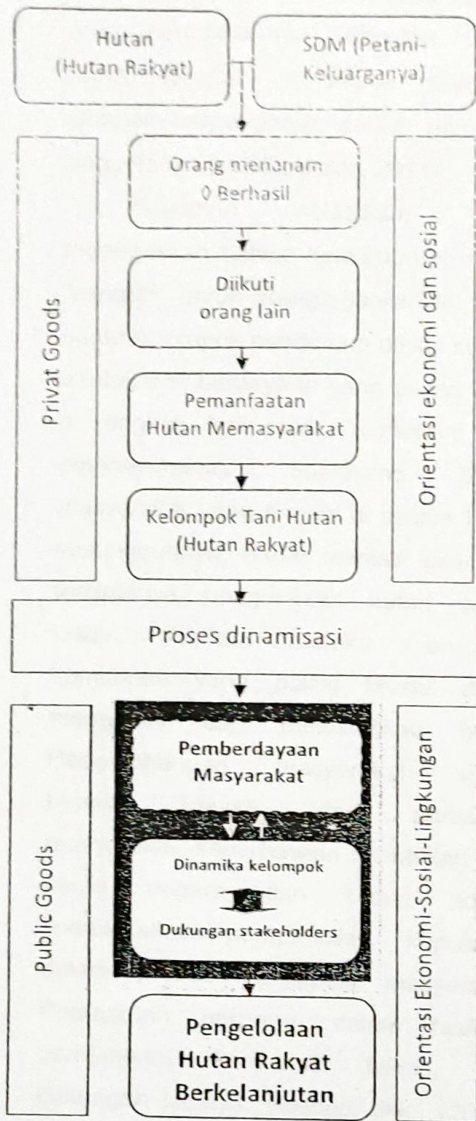 Hutan
(Hutan Rakyat)
SDM (Petani-
Keluarganya)
Privat Goods
Orang menanam
◊ Berhasil
Diikuti
orang lain
Pemanfaatan
Hutan Memasyarakat
Kelompok Tani Hutan
(Hutan Rakyat)
Orientasi ekonomi dan sosial
Proses dinamisasi
Public Goods
Pemberdayaan
Masyarakat
Dinamika kelompok
Dukungan stakeholders
Pengelolaan
Hutan Rakyat
Berkelanjutan
Orientasi Ekonomi-Sosial-Lingkungan